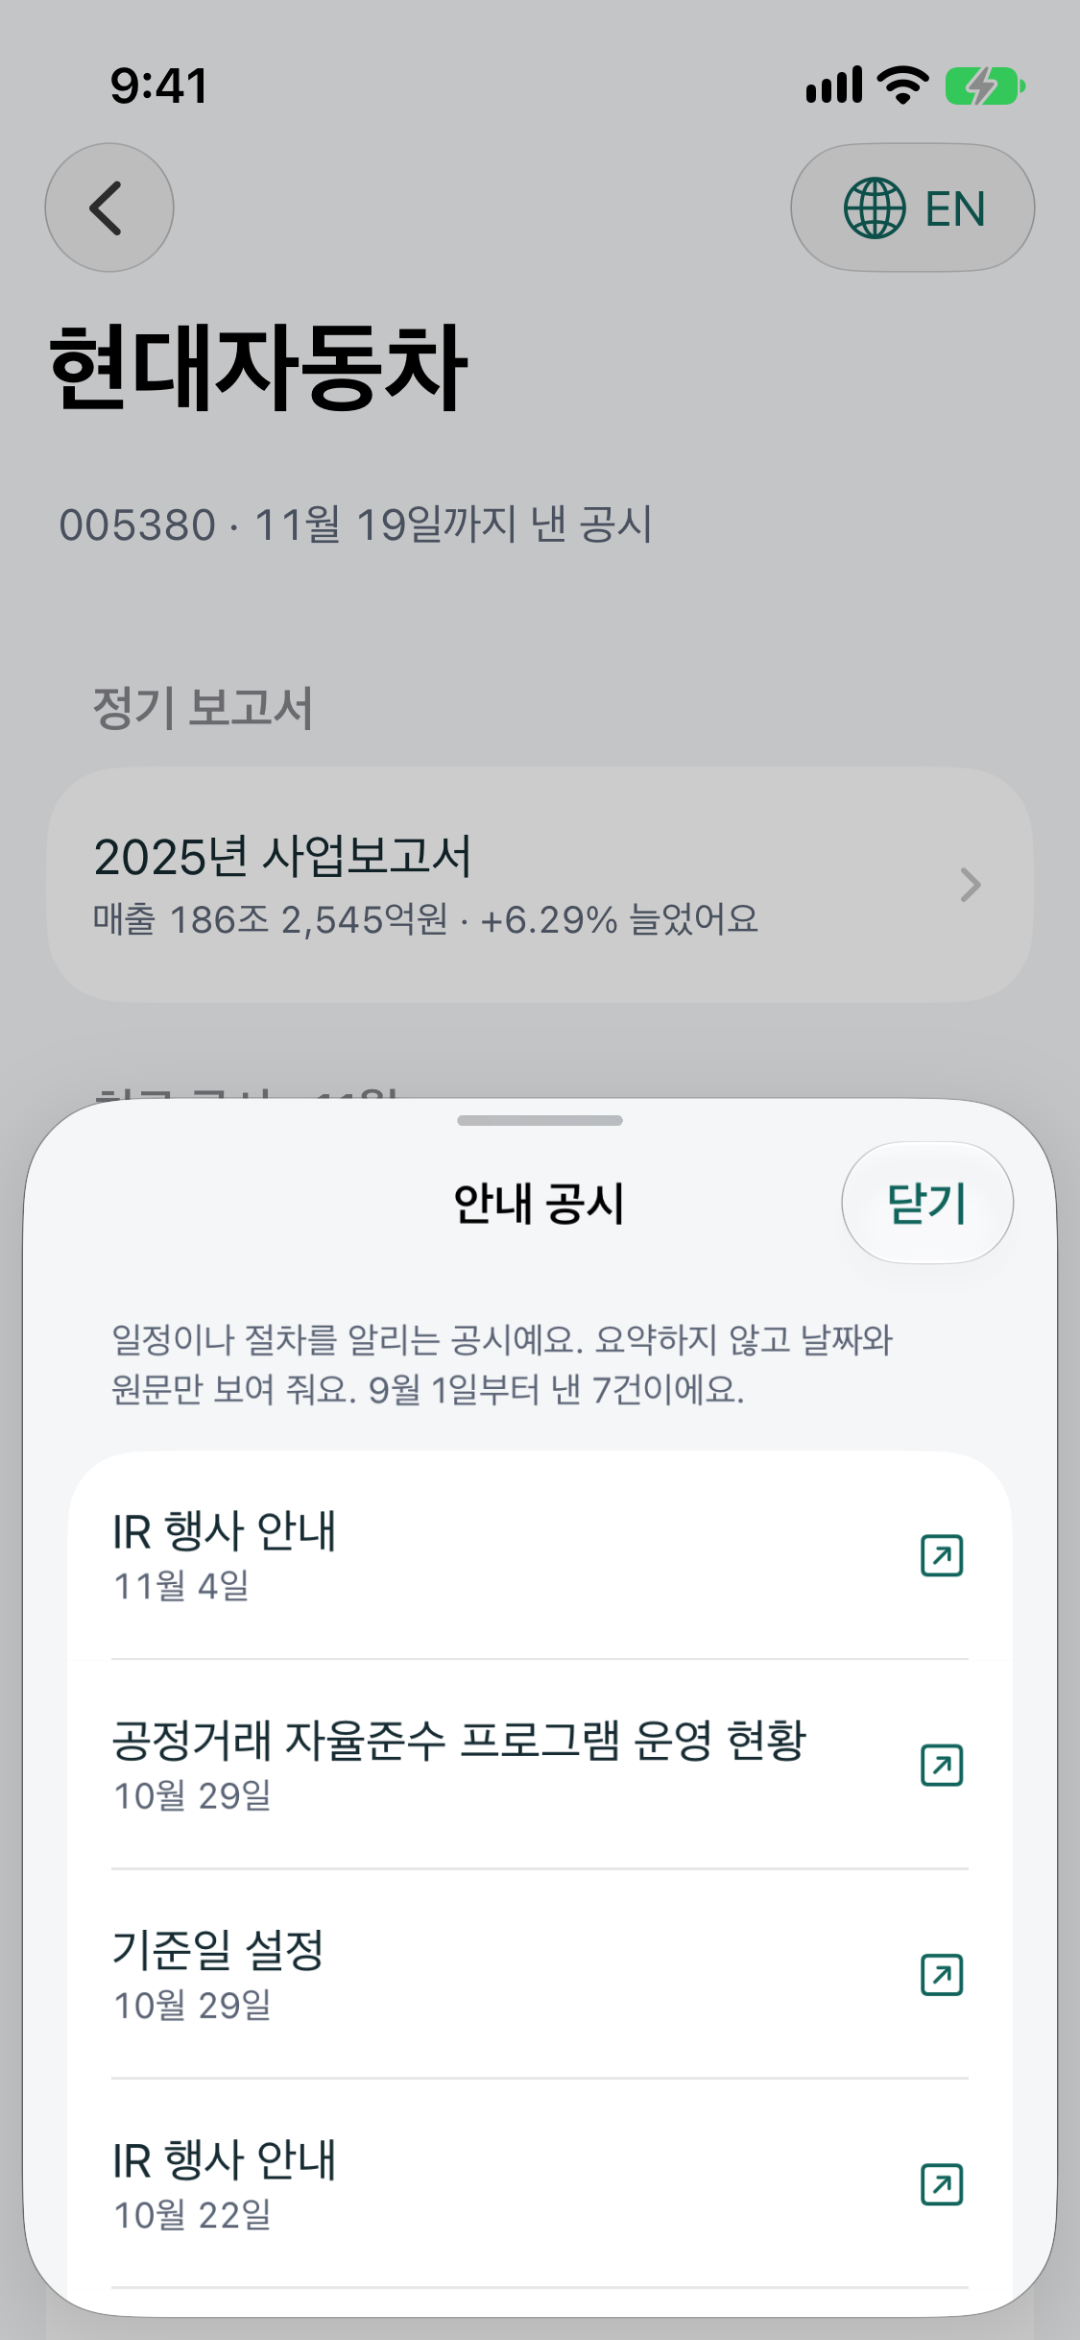 9:41
EN
현대자동차
005380 · 11월 19일까지 낸 공시
정기 보고서
2025년 사업보고서
매출 186조 2,545억원 · +6.29% 늘었어요
안내 공시
닫기
일정이나 절차를 알리는 공시예요. 요약하지 않고 날짜와
원문만 보여 줘요. 9월 1일부터 낸 7건이에요.
IR 행사 안내
11월 4일
공정거래 자율준수 프로그램 운영 현황
10월 29일
기준일 설정
10월 29일
IR 행사 안내
10월 22일